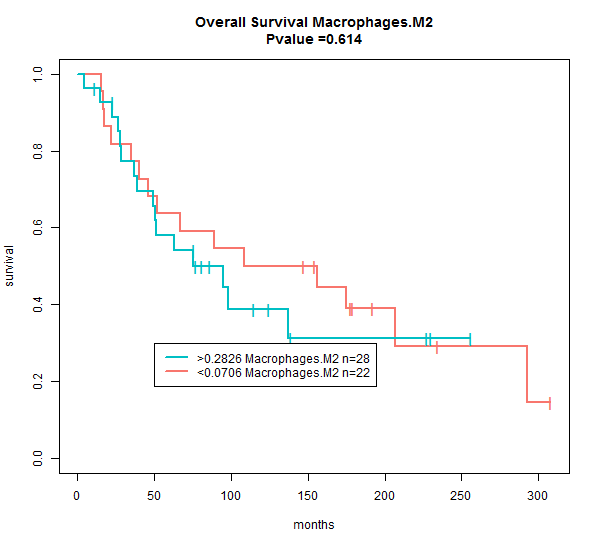 Overall Survival Macrophages.M2
Pvalue =0.614
survival
1.0
0.8
0.6
0.4
0.2
0.0
>0.2826 Macrophages.M2 n=28
<0.0706 Macrophages.M2 n=22
0 50 100 150 200 250 300
months